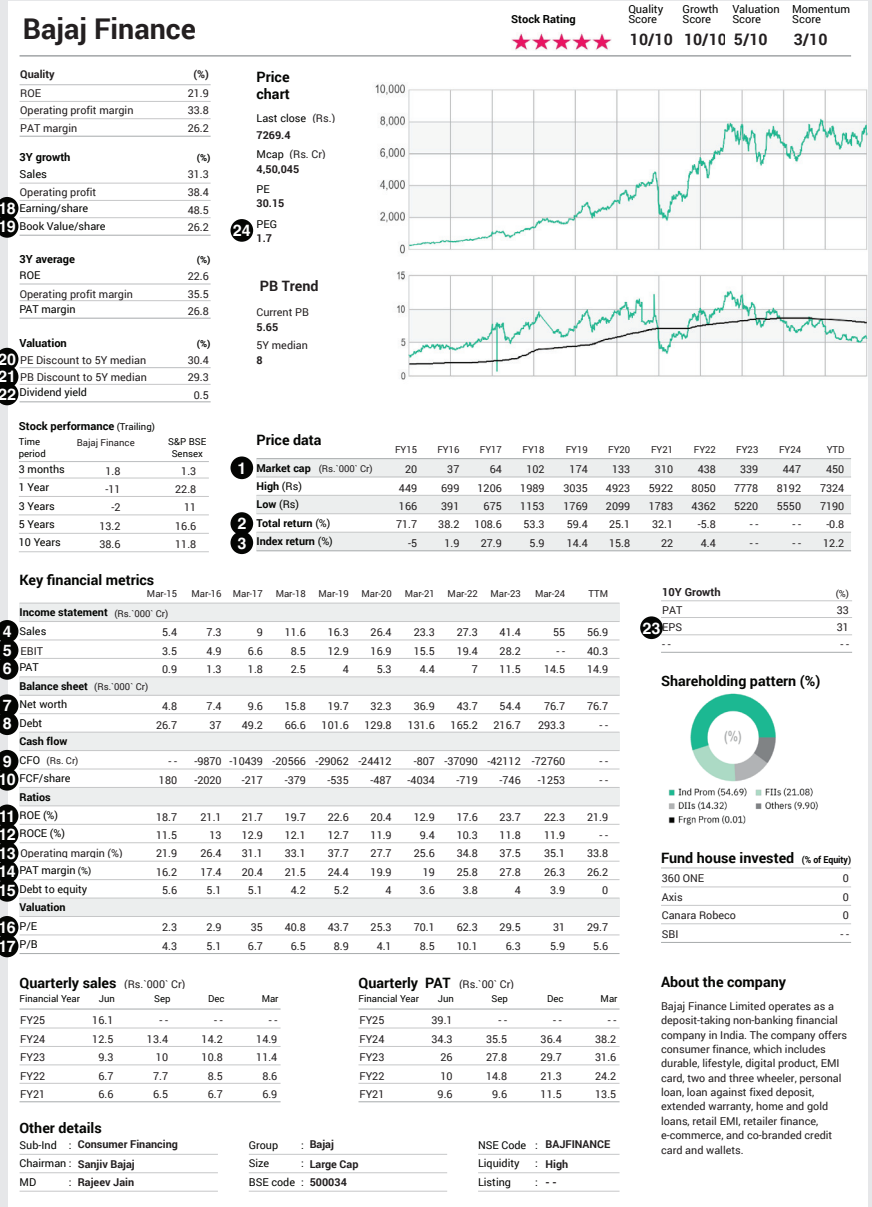 Bajaj Finance
Stock Rating
Quality Score 10/10
Growth Score 10/10
Valuation Score 5/10
Momentum Score 3/10
Quality (%)
ROE 21.9
Operating profit margin 33.8
PAT margin 26.2
3Y growth (%)
Sales 31.3
Operating profit 38.4
18 Earning/share 48.5
19 Book Value/share 26.2
3Y average (%)
ROE 22.6
Operating profit margin 35.5
PAT margin 26.8
Valuation (%)
20 PE Discount to 5Y median 30.4
21 PB Discount to 5Y median 29.3
22 Dividend yield 0.5
Price chart
Last close (Rs.)
7269.4
Mcap (Rs. Cr)
4,50,045
PE
30.15
24 PEG
1.7
10,000
8,000
6,000
4,000
2,000
0
PB Trend
Current PB
5.65
5Y median
8
15
10
5
0
Stock performance (Trailing)
Time period Bajaj Finance S&P BSE Sensex
3 months 1.8 1.3
1 Year -11 22.8
3 Years -2 11
5 Years 13.2 16.6
10 Years 38.6 11.8
Price data
FY15 FY16 FY17 FY18 FY19 FY20 FY21 FY22 FY23 FY24 YTD
1 Market cap (Rs.`000` Cr) 20 37 64 102 174 133 310 438 339 447 450
High (Rs) 449 699 1206 1989 3035 4923 5922 8050 7778 8192 7324
Low (Rs) 166 391 675 1153 1769 2099 1783 4362 5220 5550 7190
2 Total return (%) 71.7 38.2 108.6 53.3 59.4 25.1 32.1 -5.8 -- -- -0.8
3 Index return (%) -5 1.9 27.9 5.9 14.4 15.8 22 4.4 -- -- 12.2
Key financial metrics
Mar-15 Mar-16 Mar-17 Mar-18 Mar-19 Mar-20 Mar-21 Mar-22 Mar-23 Mar-24 TTM
Income statement (Rs.`000` Cr)
4 Sales 5.4 7.3 9 11.6 16.3 26.4 23.3 27.3 41.4 55 56.9
5 EBIT 3.5 4.9 6.6 8.5 12.9 16.9 15.5 19.4 28.2 -- 40.3
6 PAT 0.9 1.3 1.8 2.5 4 5.3 4.4 7 11.5 14.5 14.9
Balance sheet (Rs.`000` Cr)
7 Net worth 4.8 7.4 9.6 15.8 19.7 32.3 36.9 43.7 54.4 76.7 76.7
8 Debt 26.7 37 49.2 66.6 101.6 129.8 131.6 165.2 216.7 293.3 --
Cash flow
9 CFO (Rs. Cr) -- -9870 -10439 -20566 -29062 -24412 -807 -37090 -42112 -72760 --
10 FCF/share 180 -2020 -217 -379 -535 -487 -4034 -719 -746 -1253 --
Ratios
11 ROE (%) 18.7 21.1 21.7 19.7 22.6 20.4 12.9 17.6 23.7 22.3 21.9
12 ROCE (%) 11.5 13 12.9 12.1 12.7 11.9 9.4 10.3 11.8 11.9 --
13 Operating margin (%) 21.9 26.4 31.1 33.1 37.7 27.7 25.6 34.8 37.5 35.1 33.8
14 PAT margin (%) 16.2 17.4 20.4 21.5 24.4 19.9 19 25.8 27.8 26.3 26.2
15 Debt to equity 5.6 5.1 5.1 4.2 5.2 4 3.6 3.8 4 3.9 0
Valuation
16 P/E 2.3 2.9 35 40.8 43.7 25.3 70.1 62.3 29.5 31 29.7
17 P/B 4.3 5.1 6.7 6.5 8.9 4.1 8.5 10.1 6.3 5.9 5.6
10Y Growth (%)
PAT 33
23 EPS 31
-- --
Shareholding pattern (%)
(%)
Ind Prom (54.69) FIIs (21.08)
DIIs (14.32) Others (9.90)
Frgn Prom (0.01)
Fund house invested (% of Equity)
360 ONE 0
Axis 0
Canara Robeco 0
SBI --
Quarterly sales (Rs.`000` Cr)
Financial Year Jun Sep Dec Mar
FY25 16.1 -- -- --
FY24 12.5 13.4 14.2 14.9
FY23 9.3 10 10.8 11.4
FY22 6.7 7.7 8.5 8.6
FY21 6.6 6.5 6.7 6.9
Quarterly PAT (Rs.`00` Cr)
Financial Year Jun Sep Dec Mar
FY25 39.1 -- -- --
FY24 34.3 35.5 36.4 38.2
FY23 26 27.8 29.7 31.6
FY22 10 14.8 21.3 24.2
FY21 9.6 9.6 11.5 13.5
About the company
Bajaj Finance Limited operates as a
deposit-taking non-banking financial
company in India. The company offers
consumer finance, which includes
durable, lifestyle, digital product, EMI
card, two and three wheeler, personal
loan, loan against fixed deposit,
extended warranty, home and gold
loans, retail EMI, retailer finance,
e-commerce, and co-branded credit
card and wallets.
Other details
Sub-Ind : Consumer Financing
Chairman : Sanjiv Bajaj
MD : Rajeev Jain
Group : Bajaj
Size : Large Cap
BSE code : 500034
NSE Code : BAJFINANCE
Liquidity : High
Listing : --